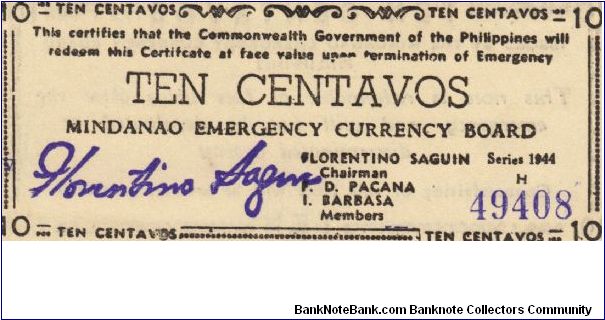 10 TEN CENTAVOS TEN CENTAVOS 10
This certifies that the Commonwealth Government of the Philippines will
redeem this Certifcate at face value upon termination of Emergency
TEN CENTAVOS
MINDANAO EMERGENCY CURRENCY BOARD
Florentino Saguin
FLORENTINO SAGUIN Series 1944
Chairman H
F. D. PACANA
I. BARBASA 49408
Members
10 TEN CENTAVOS TEN CENTAVOS 10
BankNoteBank.com Banknote Collectors Community